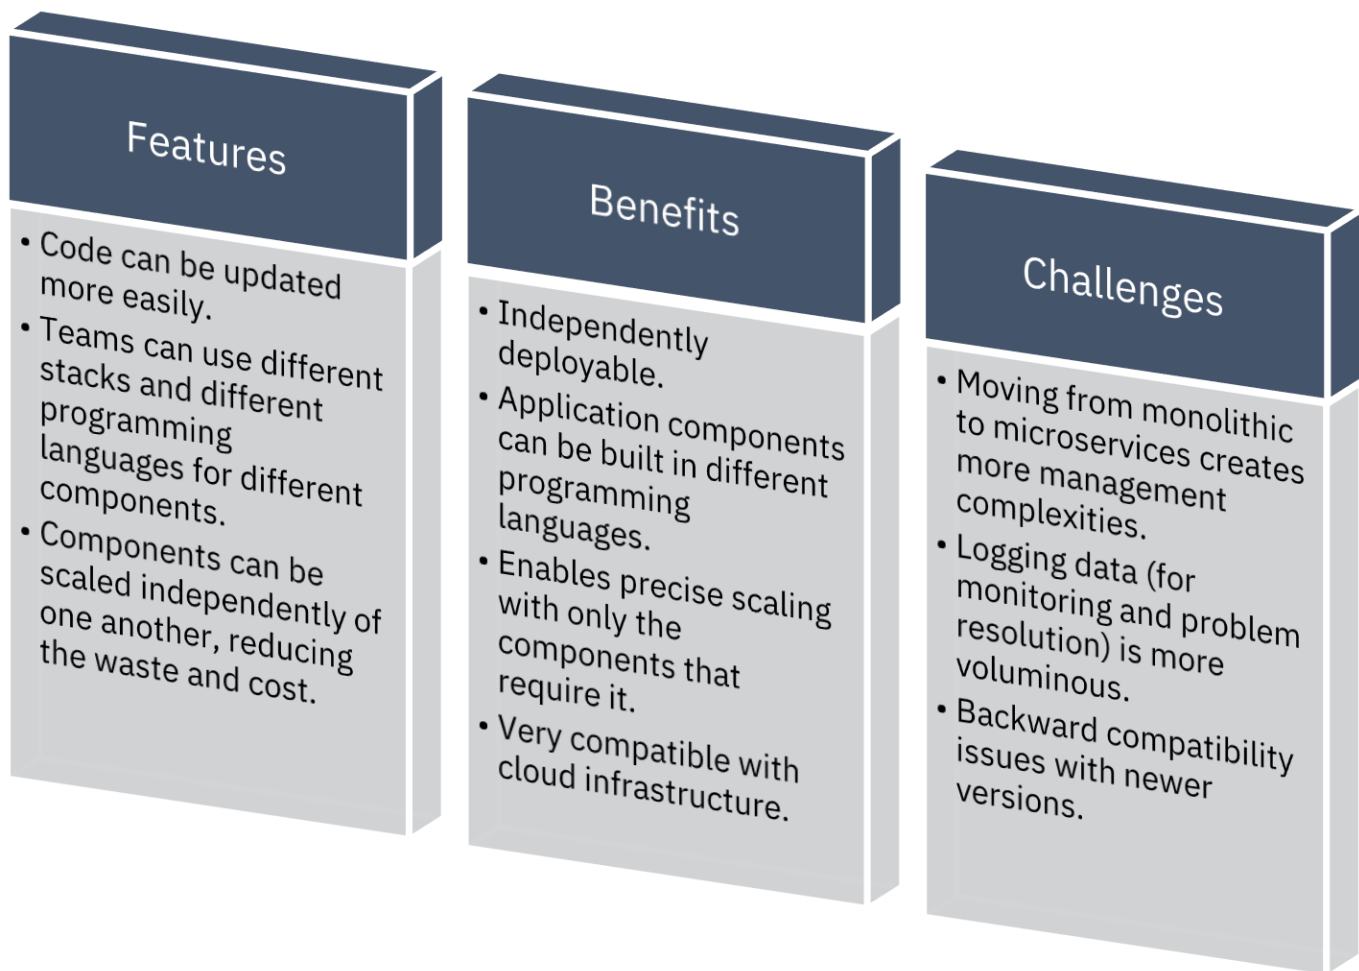 Features
• Code can be updated
more easily.
• Teams can use different
stacks and different
programming
languages for different
components.
• Components can be
scaled independently of
one another, reducing
the waste and cost.
Benefits
• Independently
deployable.
• Application components
can be built in different
programming
languages.
• Enables precise scaling
with only the
components that
require it.
• Very compatible with
cloud infrastructure.
Challenges
• Moving from monolithic
to microservices creates
more management
complexities.
• Logging data (for
monitoring and problem
resolution) is more
voluminous.
• Backward compatibility
issues with newer
versions.